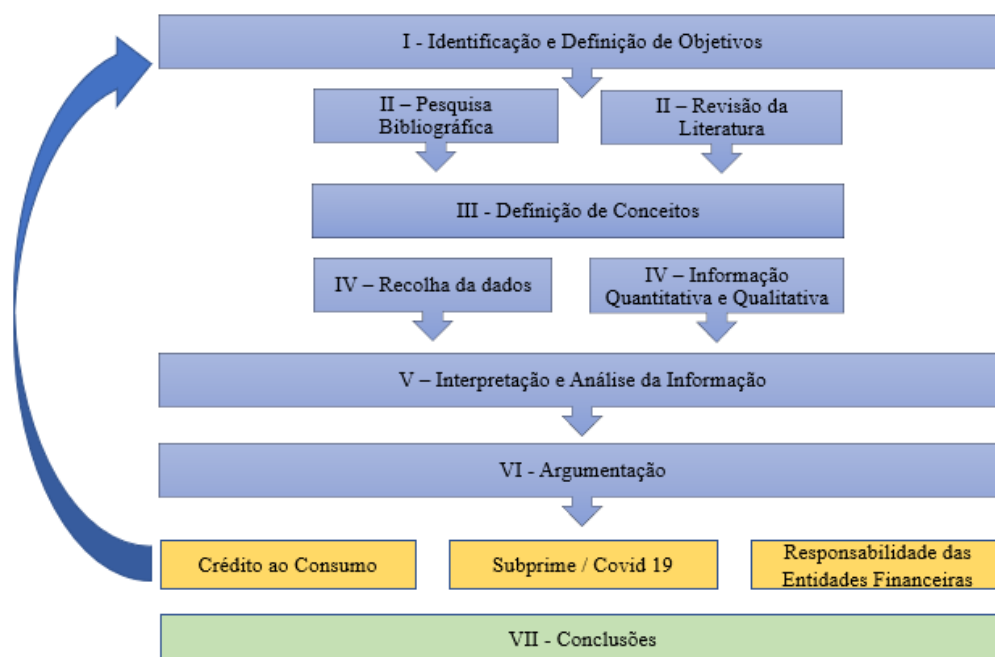 I - Identificação e Definição de Objetivos
II – Pesquisa
Bibliográfica
II – Revisão da
Literatura
III - Definição de Conceitos
IV – Recolha da dados
IV – Informação
Quantitativa e Qualitativa
V – Interpretação e Análise da Informação
VI - Argumentação
Crédito ao Consumo
Subprime / Covid 19
Responsabilidade das
Entidades Financeiras
VII - Conclusões